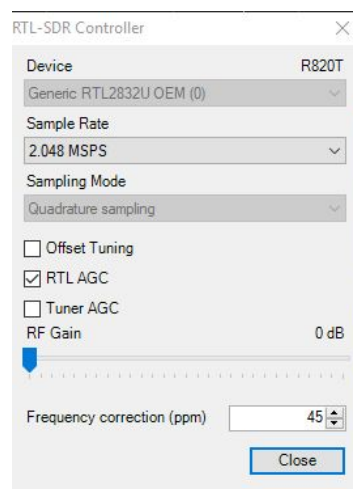 RTL-SDR Controller
Device R820T
Generic RTL2832U OEM (0)
Sample Rate
2.048 MSPS
Sampling Mode
Quadrature sampling
Offset Tuning
RTL AGC
Tuner AGC
RF Gain 0 dB
Frequency correction (ppm) 45
Close